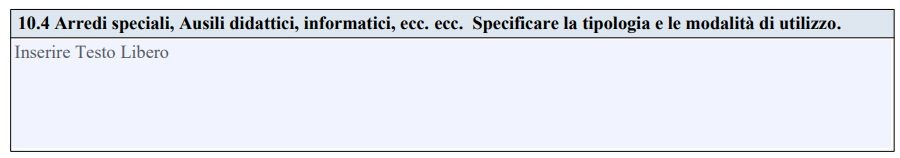 10.4 Arredi speciali, Ausili didattici, informatici, ecc. ecc.  Specificare la tipologia e le modalità di utilizzo.
Inserire Testo Libero